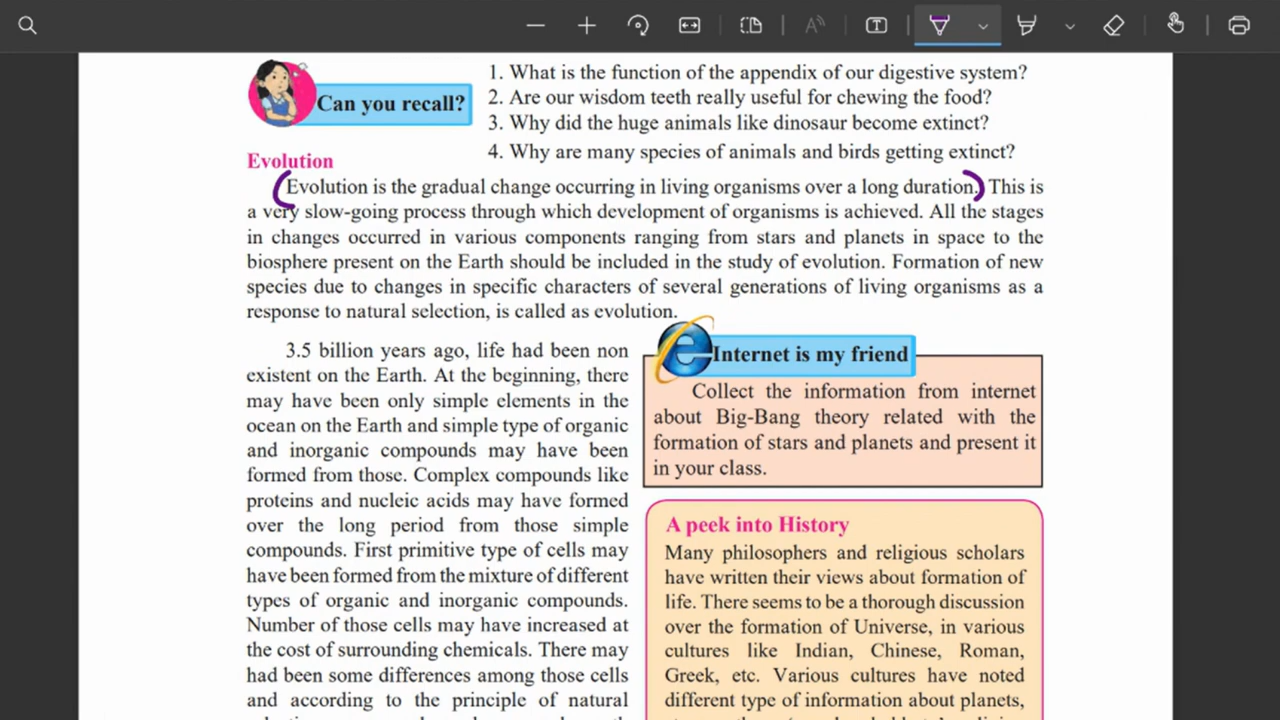 Can you recall?
1. What is the function of the appendix of our digestive system?
2. Are our wisdom teeth really useful for chewing the food?
3. Why did the huge animals like dinosaur become extinct?
4. Why are many species of animals and birds getting extinct?
Evolution
Evolution is the gradual change occurring in living organisms over a long duration. This is
a very slow-going process through which development of organisms is achieved. All the stages
in changes occurred in various components ranging from stars and planets in space to the
biosphere present on the Earth should be included in the study of evolution. Formation of new
species due to changes in specific characters of several generations of living organisms as a
response to natural selection, is called as evolution.
3.5 billion years ago, life had been non
existent on the Earth. At the beginning, there
may have been only simple elements in the
ocean on the Earth and simple type of organic
and inorganic compounds may have been
formed from those. Complex compounds like
proteins and nucleic acids may have formed
over the long period from those simple
compounds. First primitive type of cells may
have been formed from the mixture of different
types of organic and inorganic compounds.
Number of those cells may have increased at
the cost of surrounding chemicals. There may
had been some differences among those cells
and according to the principle of natural
Internet is my friend
Collect the information from internet
about Big-Bang theory related with the
formation of stars and planets and present it
in your class.
A peek into History
Many philosophers and religious scholars
have written their views about formation of
life. There seems to be a thorough discussion
over the formation of Universe, in various
cultures like Indian, Chinese, Roman,
Greek, etc. Various cultures have noted
different type of information about planets,